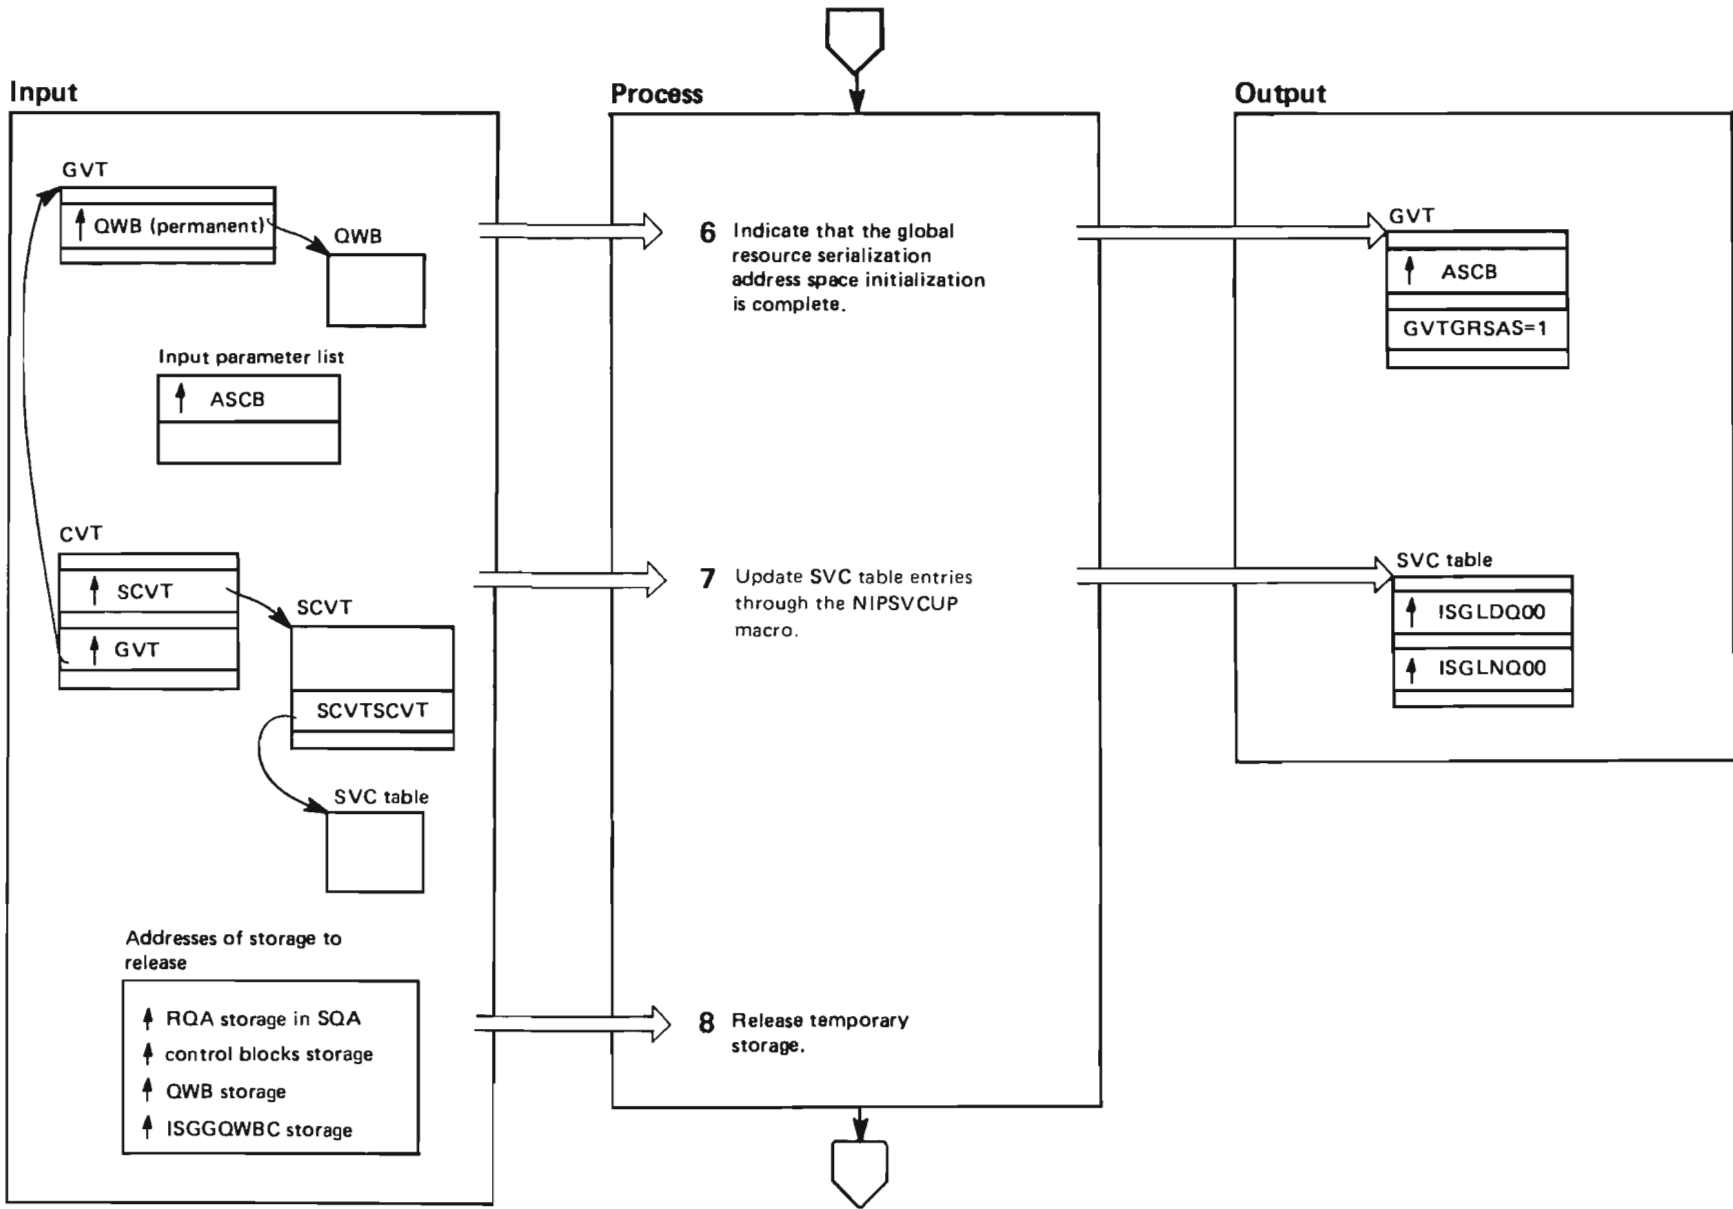 Input
GVT
QWB (permanent)
QWB
Input parameter list
ASCB
CVT
SCVT
GVT
SCVT
SCVTSCVT
SVC table
Addresses of storage to
release
RQA storage in SQA
control blocks storage
QWB storage
ISGGQWBC storage
Process
6 Indicate that the global
resource serialization
address space initialization
is complete.
7 Update SVC table entries
through the NIPSVCUP
macro.
8 Release temporary
storage.
Output
GVT
ASCB
GVTGRSAS=1
SVC table
ISGLDQ00
ISGLNQ00